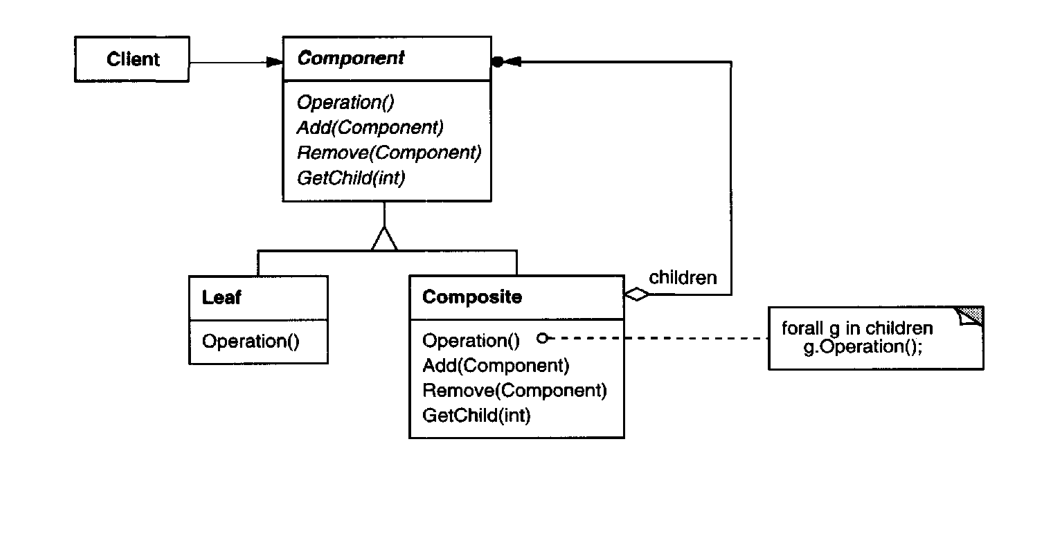 Client
Component
Operation()
Add(Component)
Remove(Component)
GetChild(int)
children
Leaf
Operation()
Composite
Operation()
Add(Component)
Remove(Component)
GetChild(int)
forall g in children
g.Operation();